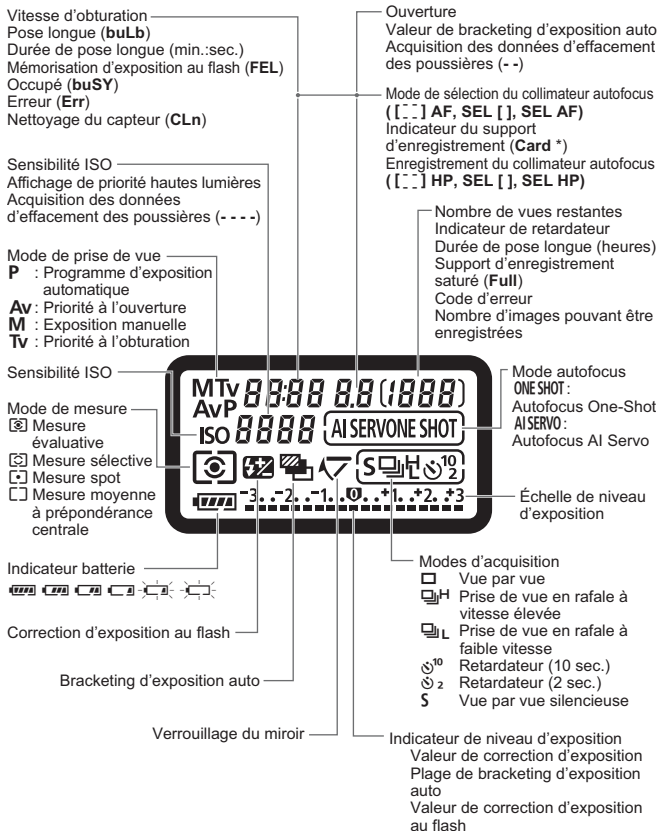 Vitesse d'obturation
Pose longue (buLb)
Durée de pose longue (min.:sec.)
Mémorisation d'exposition au flash (FEL)
Occupé (buSY)
Erreur (Err)
Nettoyage du capteur (CLn)
Ouverture
Valeur de bracketing d'exposition auto
Acquisition des données d'effacement
des poussières (- -)
Mode de sélection du collimateur autofocus
([ ] AF, SEL [ ], SEL AF)
Indicateur du support
d'enregistrement (Card *)
Enregistrement du collimateur autofocus
([ ] HP, SEL [ ], SEL HP)
Sensibilité ISO
Affichage de priorité hautes lumières
Acquisition des données
d'effacement des poussières (- - - -)
Nombre de vues restantes
Indicateur de retardateur
Durée de pose longue (heures)
Support d'enregistrement
saturé (Full)
Code d'erreur
Nombre d'images pouvant être
enregistrées
Mode de prise de vue
P : Programme d'exposition
automatique
Av : Priorité à l'ouverture
M : Exposition manuelle
Tv : Priorité à l'obturation
Sensibilité ISO
Mode de mesure
Mesure
évaluative
Mesure sélective
Mesure spot
Mesure moyenne
à prépondérance
centrale
MTv 88:88 8.8 (1888)
AvP
ISO 8888 AI SERVONE SHOT
S H 10 2
-3..-2..-1..0..+1..+2..+3
Mode autofocus
ONE SHOT :
Autofocus One-Shot
AI SERVO :
Autofocus AI Servo
Échelle de niveau
d'exposition
Indicateur batterie
Correction d'exposition au flash
Bracketing d'exposition auto
Verrouillage du miroir
Modes d'acquisition
Vue par vue
H Prise de vue en rafale à
vitesse élevée
L Prise de vue en rafale à
faible vitesse
10 Retardateur (10 sec.)
2 Retardateur (2 sec.)
S Vue par vue silencieuse
Indicateur de niveau d'exposition
Valeur de correction d'exposition
Plage de bracketing d'exposition
auto
Valeur de correction d'exposition
au flash